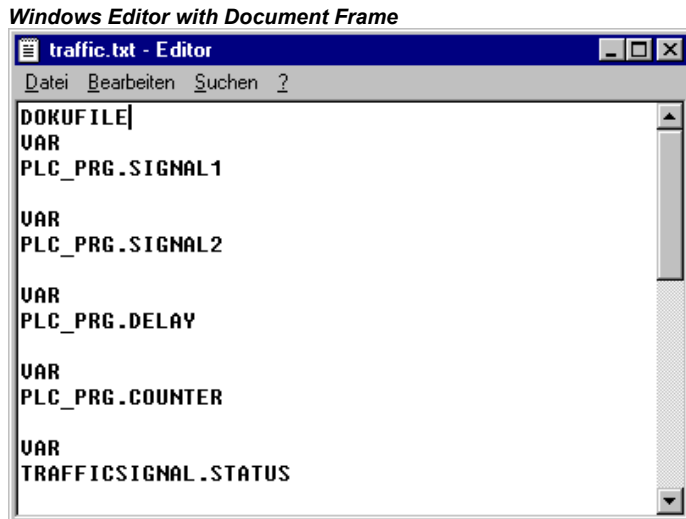 Windows Editor with Document Frame
traffic.txt - Editor
Datei Bearbeiten Suchen ?
DOKUFILE
VAR
PLC_PRG.SIGNAL1
VAR
PLC_PRG.SIGNAL2
VAR
PLC_PRG.DELAY
VAR
PLC_PRG.COUNTER
VAR
TRAFFICSIGNAL.STATUS